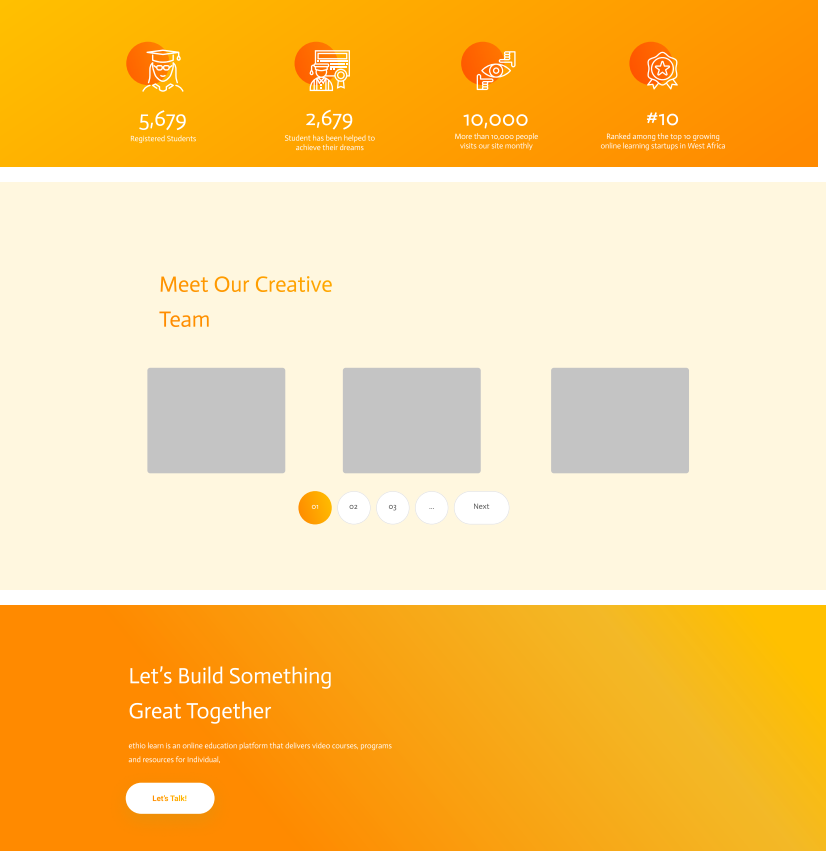 5,679
Registered Students
2,679
Student has been helped to
achieve their dreams
10,000
More than 10,000 people
visits our site monthly
#10
Ranked among the top 10 growing
online learning startups in West Africa
Meet Our Creative
Team
01
02
03
...
Next
Let's Build Something
Great Together
ethio learn is an online education platform that delivers video courses, programs
and resources for Individual,
Let's Talk!